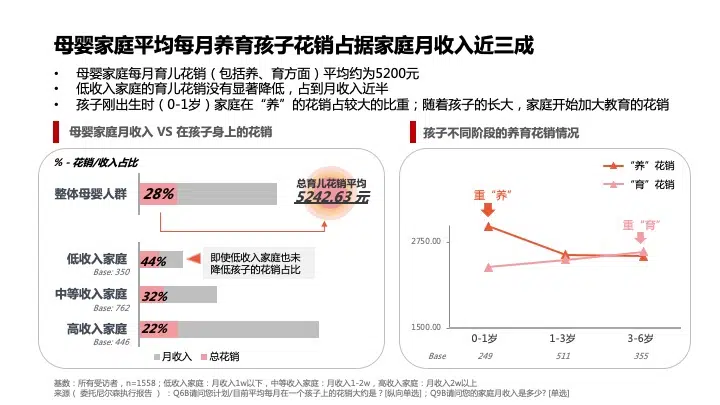 母婴家庭平均每月养育孩子花销占据家庭月收入近三成
• 母婴家庭每月育儿花销（包括养、育方面）平均约为5200元
• 低收入家庭的育儿花销没有显著降低，占到月收入近半
• 孩子刚出生时（0-1岁）家庭在“养”的花销占较大的比重；随着孩子的长大，家庭开始加大教育的花销
母婴家庭月收入 VS 在孩子身上的花销
% - 花销/收入占比
整体母婴人群
28%
总育儿花销平均
5242.63 元
低收入家庭
Base: 350
44%
即使低收入家庭也未
降低孩子的花销占比
中等收入家庭
Base: 762
32%
高收入家庭
Base: 446
22%
月收入 总花销
孩子不同阶段的养育花销情况
“养”花销
“育”花销
重“养”
重“育”
2750.00
1500.00
0-1岁 1-3岁 3-6岁
Base 249 511 355
基数：所有受访者，n=1558；低收入家庭：月收入1w以下，中等收入家庭：月收入1-2w，高收入家庭：月收入2w以上
来源（ 委托尼尔森执行报告 ）：Q6B请问您计划/目前平均每月在一个孩子上的花销大约是？[纵向单选]；Q9B请问您的家庭月收入是多少? [单选]